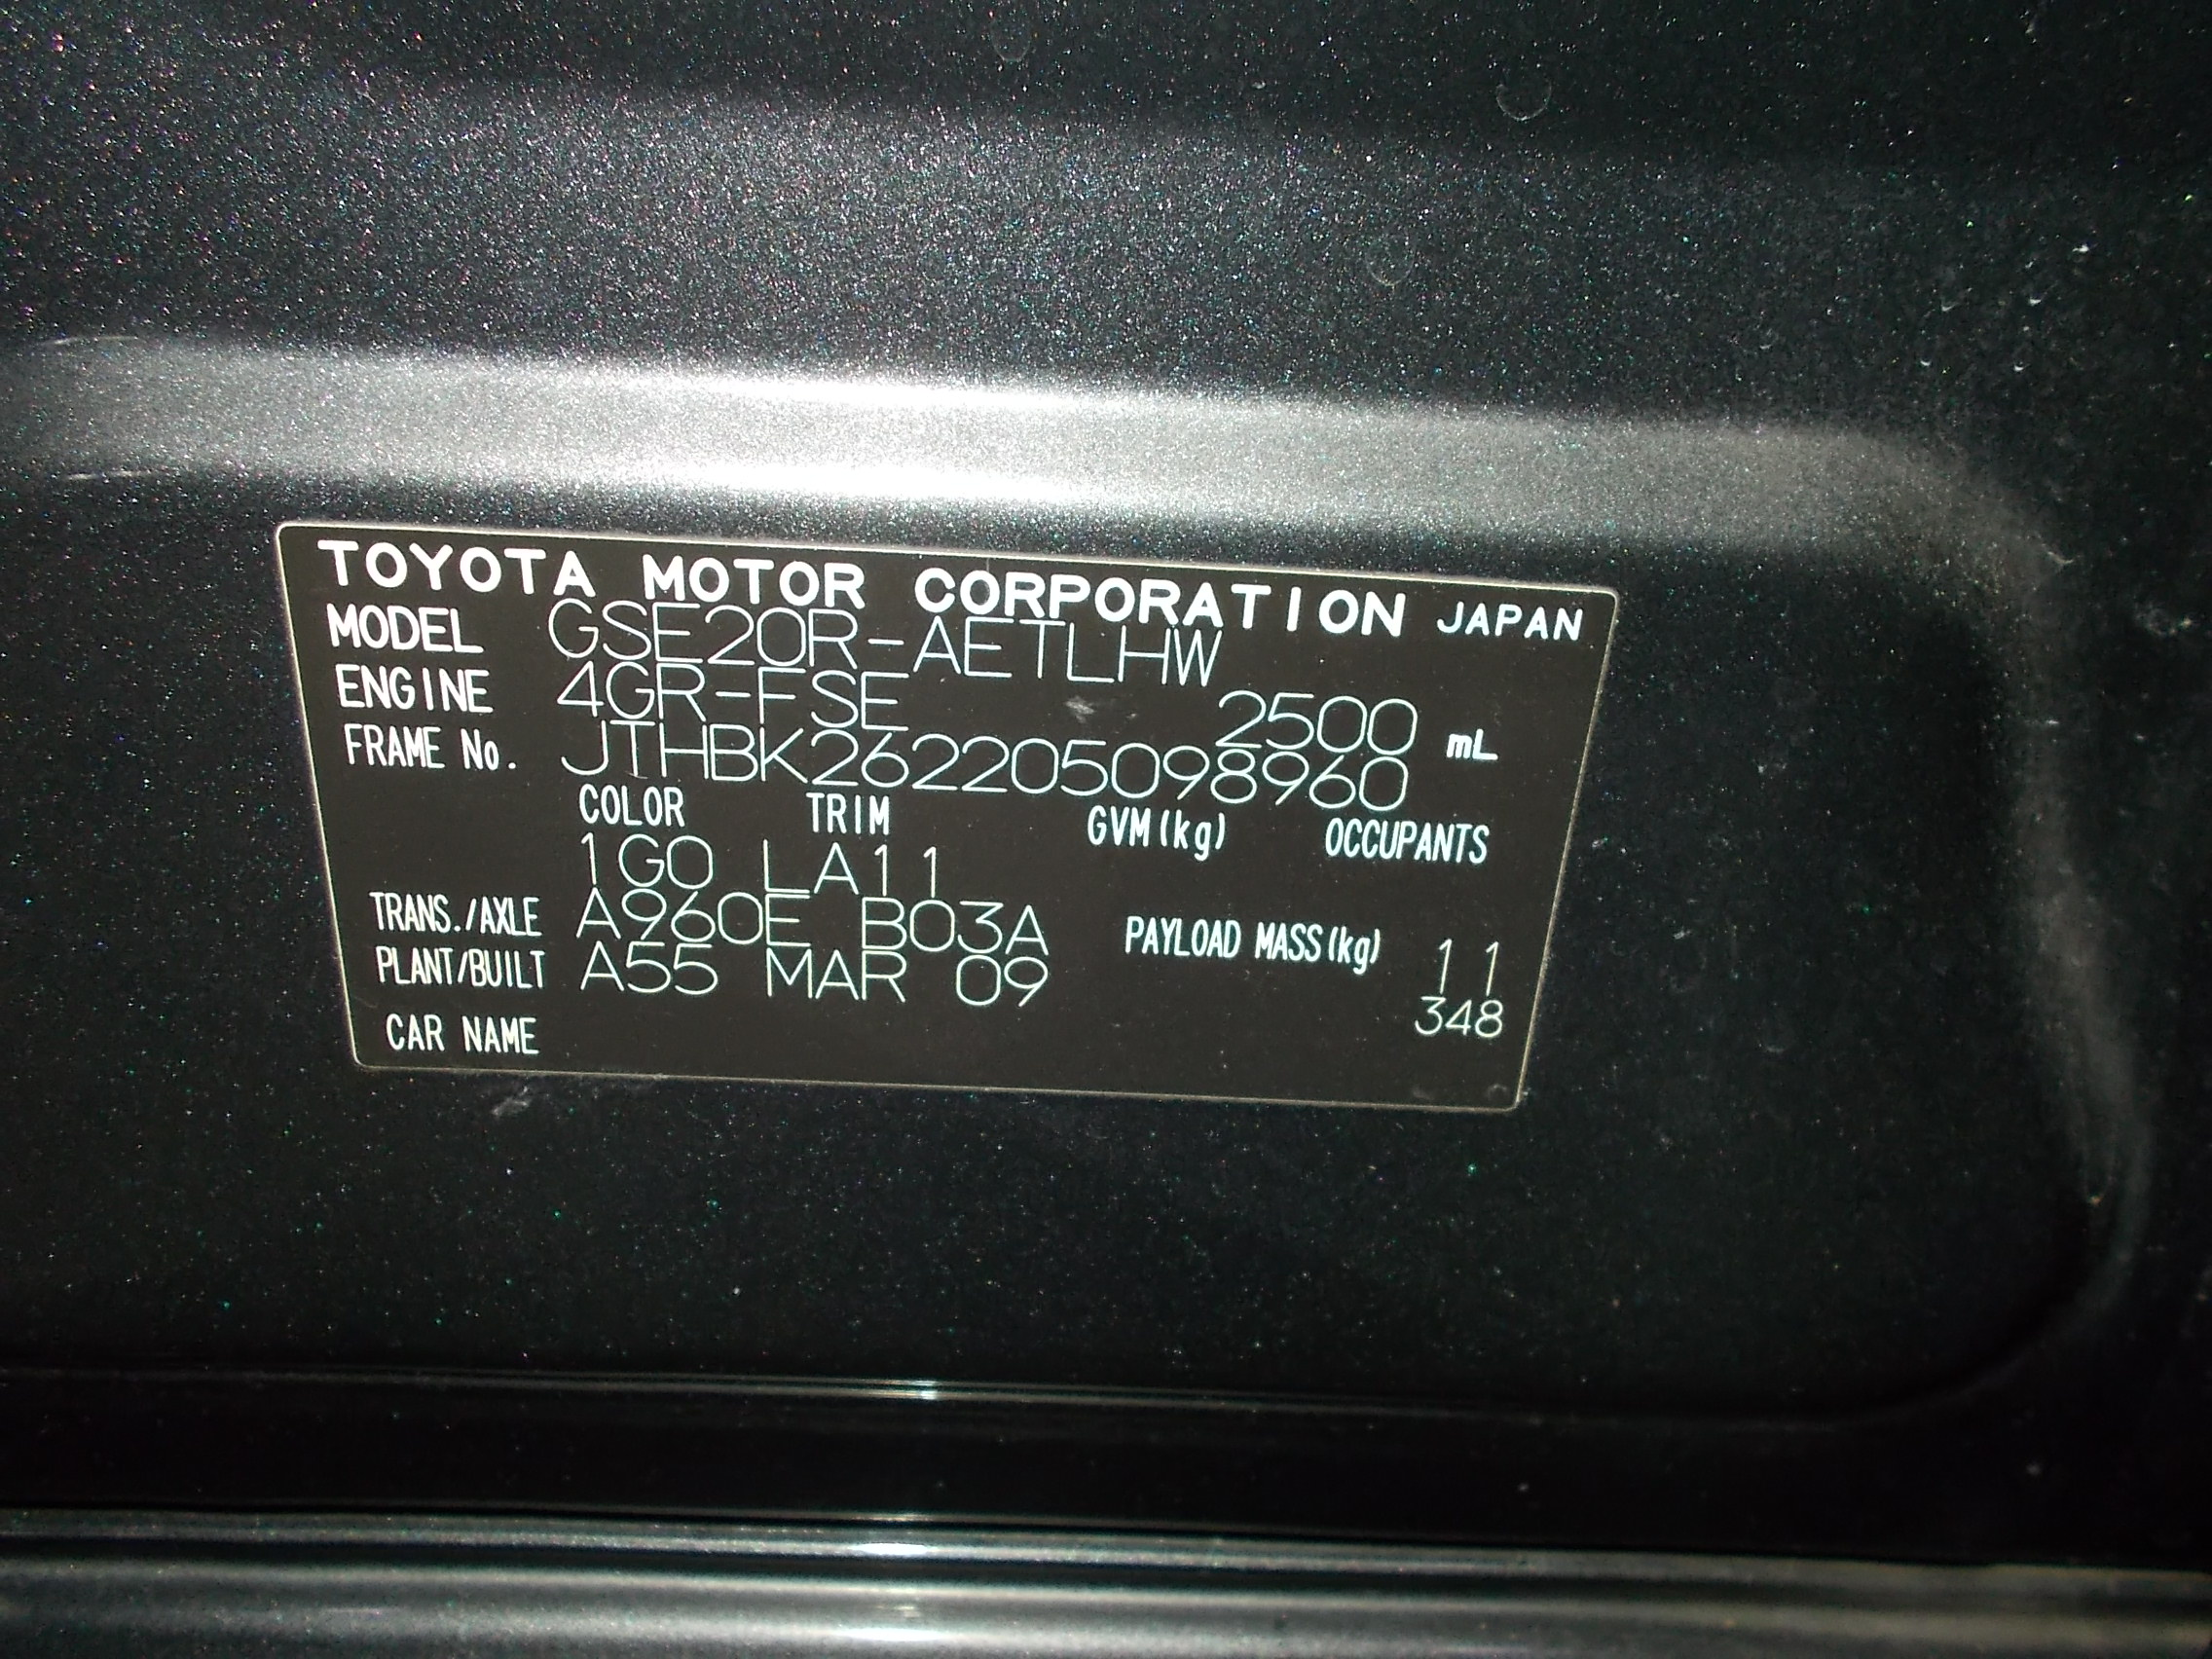 TOYOTA MOTOR CORPORATION JAPAN
MODEL GSE20R-AETLHW
ENGINE 4GR-FSE 2500 mL
FRAME No. JTHBK262205098960
COLOR TRIM GVM(kg) OCCUPANTS
1G0 LA11
TRANS./AXLE A960E B03A PAYLOAD MASS(kg) 11
PLANT/BUILT A55 MAR 09 348
CAR NAME